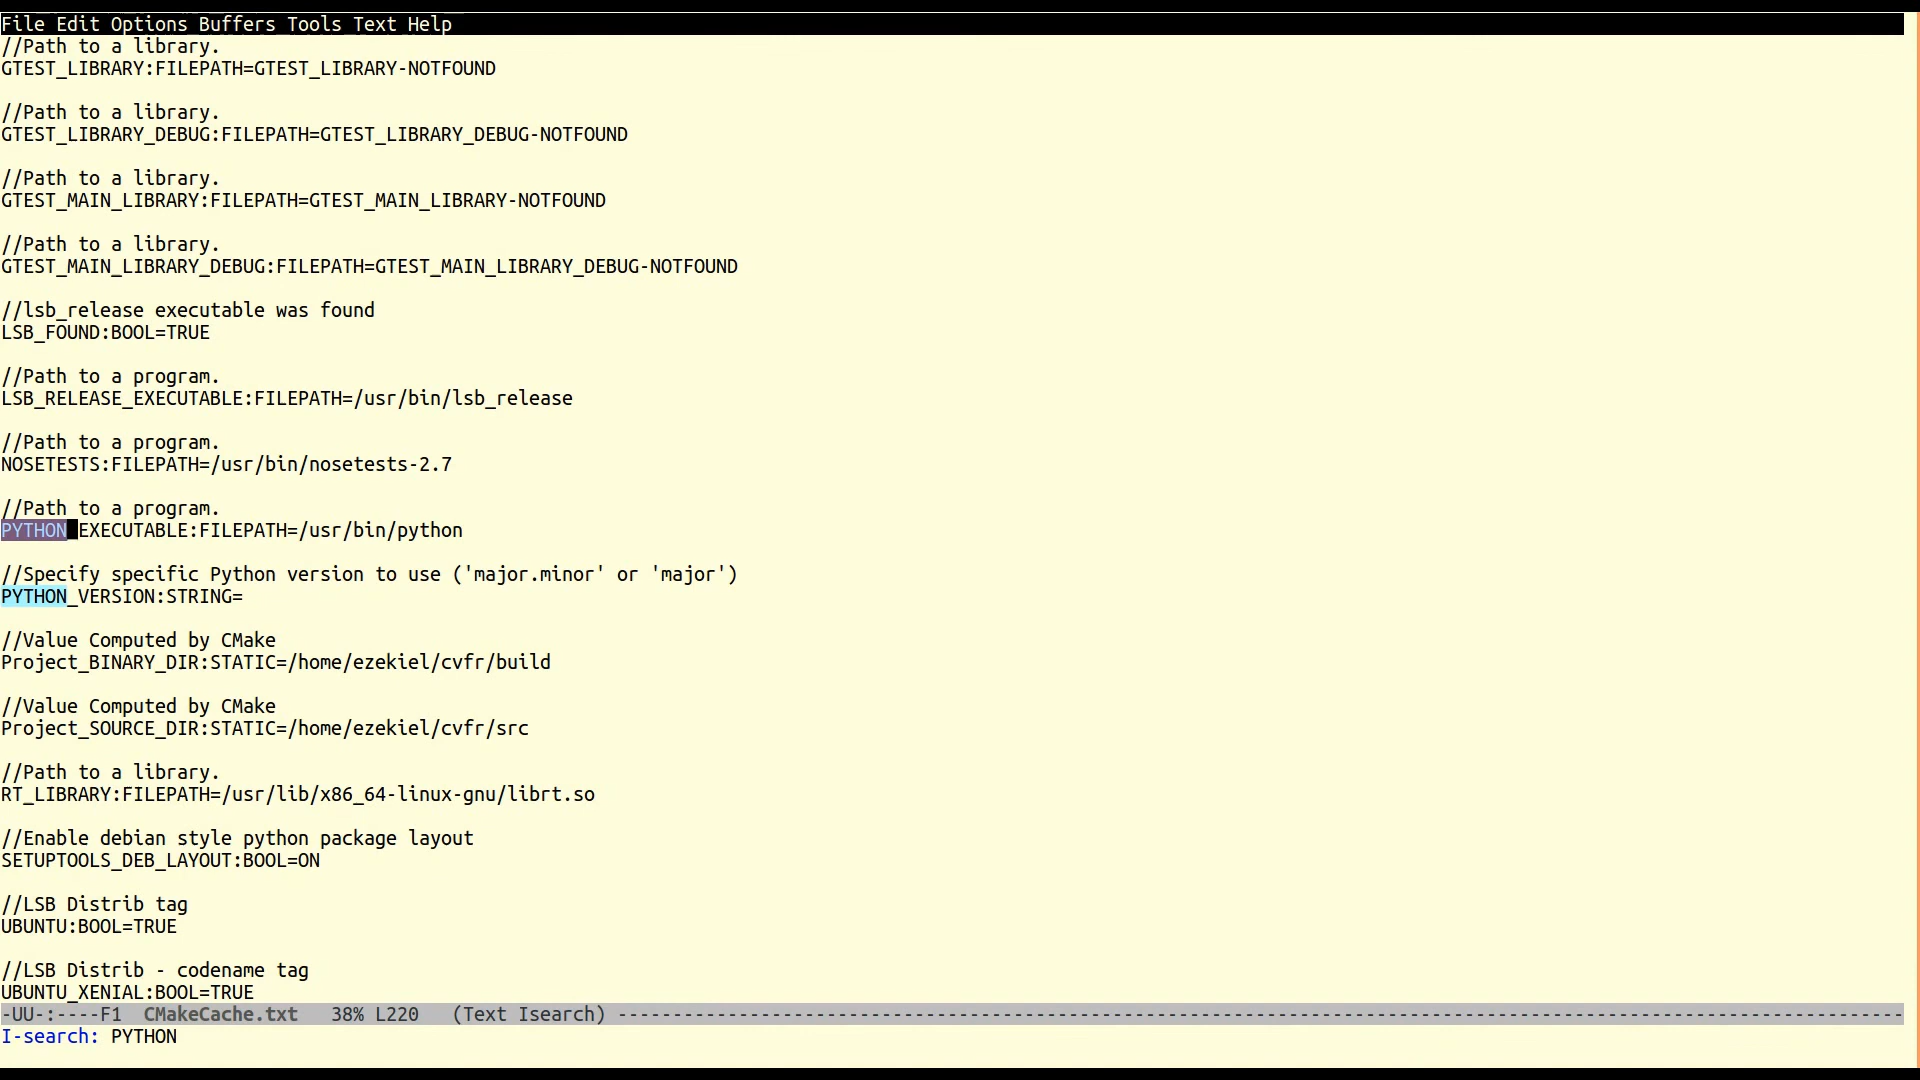 File Edit Options Buffers Tools Text Help
//Path to a library.
GTEST_LIBRARY:FILEPATH=GTEST_LIBRARY-NOTFOUND
//Path to a library.
GTEST_LIBRARY_DEBUG:FILEPATH=GTEST_LIBRARY_DEBUG-NOTFOUND
//Path to a library.
GTEST_MAIN_LIBRARY:FILEPATH=GTEST_MAIN_LIBRARY-NOTFOUND
//Path to a library.
GTEST_MAIN_LIBRARY_DEBUG:FILEPATH=GTEST_MAIN_LIBRARY_DEBUG-NOTFOUND
//lsb_release executable was found
LSB_FOUND:BOOL=TRUE
//Path to a program.
LSB_RELEASE_EXECUTABLE:FILEPATH=/usr/bin/lsb_release
//Path to a program.
NOSETESTS:FILEPATH=/usr/bin/nosetests-2.7
//Path to a program.
PYTHON EXECUTABLE:FILEPATH=/usr/bin/python
//Specify specific Python version to use ('major.minor' or 'major')
PYTHON_VERSION:STRING=
//Value Computed by CMake
Project_BINARY_DIR:STATIC=/home/ezekiel/cvfr/build
//Value Computed by CMake
Project_SOURCE_DIR:STATIC=/home/ezekiel/cvfr/src
//Path to a library.
RT_LIBRARY:FILEPATH=/usr/lib/x86_64-linux-gnu/librt.so
//Enable debian style python package layout
SETUPTOOLS_DEB_LAYOUT:BOOL=ON
//LSB Distrib tag
UBUNTU:BOOL=TRUE
//LSB Distrib - codename tag
UBUNTU_XENIAL:BOOL=TRUE
-UU-:----F1  CMakeCache.txt   38% L220   (Text Isearch) ---------------------------------------------------------------------------------------------------------------------
I-search: PYTHON